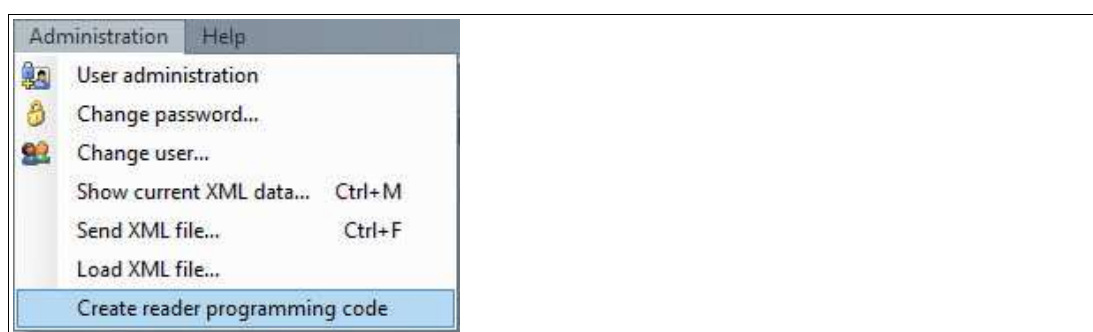 Administration Help
User administration
Change password...
Change user...
Show current XML data... Ctrl+M
Send XML file... Ctrl+F
Load XML file...
Create reader programming code